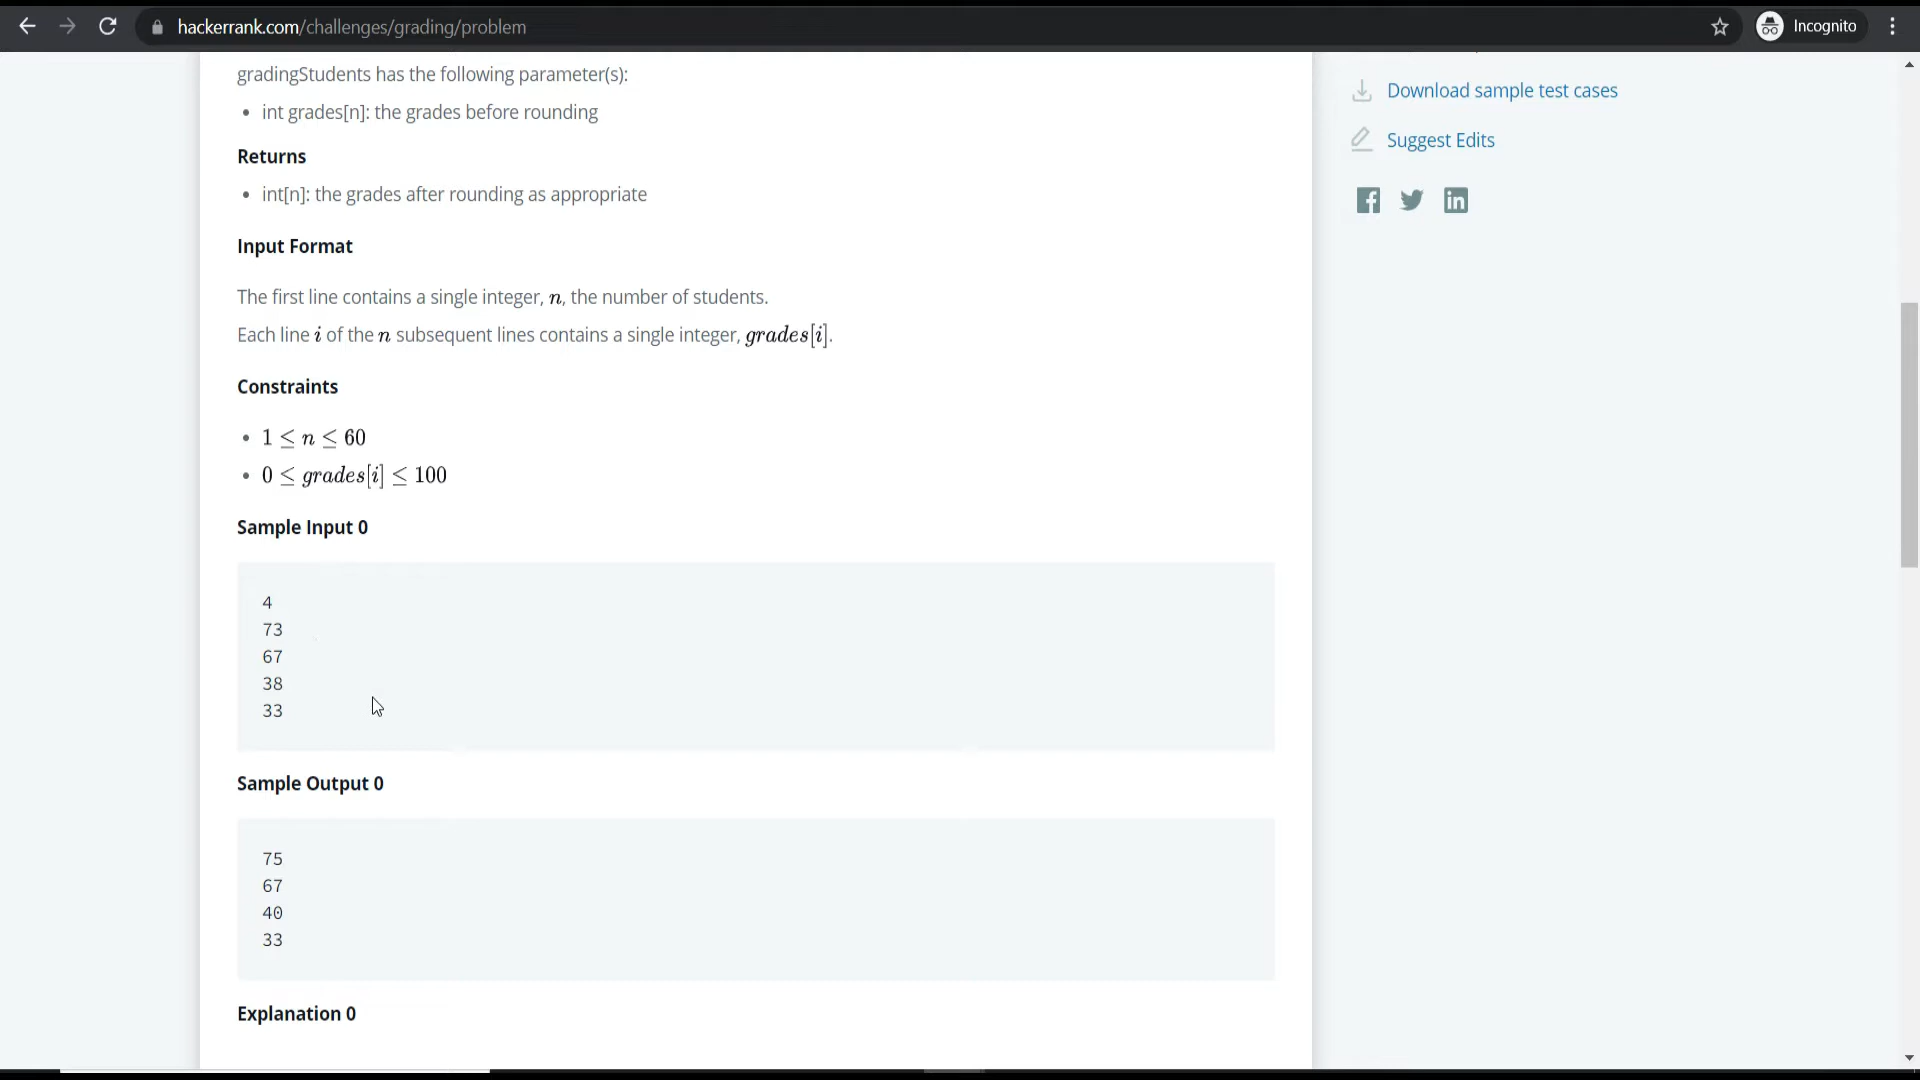 hackerrank.com/challenges/grading/problem
Incognito
gradingStudents has the following parameter(s):
• int grades[n]: the grades before rounding
Returns
• int[n]: the grades after rounding as appropriate
Input Format
The first line contains a single integer, n, the number of students.
Each line i of the n subsequent lines contains a single integer, grades[i].
Constraints
• 1 ≤ n ≤ 60
• 0 ≤ grades[i] ≤ 100
Sample Input 0
4
73
67
38
33
Sample Output 0
75
67
40
33
Explanation 0
Download sample test cases
Suggest Edits